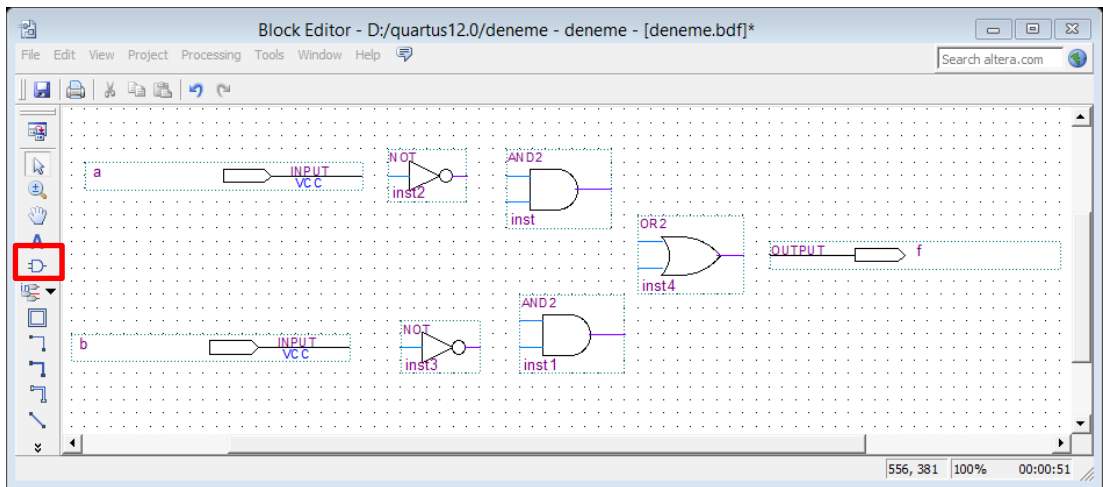 Block Editor - D:/quartus12.0/deneme - deneme - [deneme.bdf]*
File Edit View Project Processing Tools Window Help
Search altera.com
A
a
INPUT
VCC
NOT
inst2
AND2
inst
OR2
inst4
OUTPUT
f
b
INPUT
VCC
NOT
inst3
AND2
inst1
556, 381 100% 00:00:51